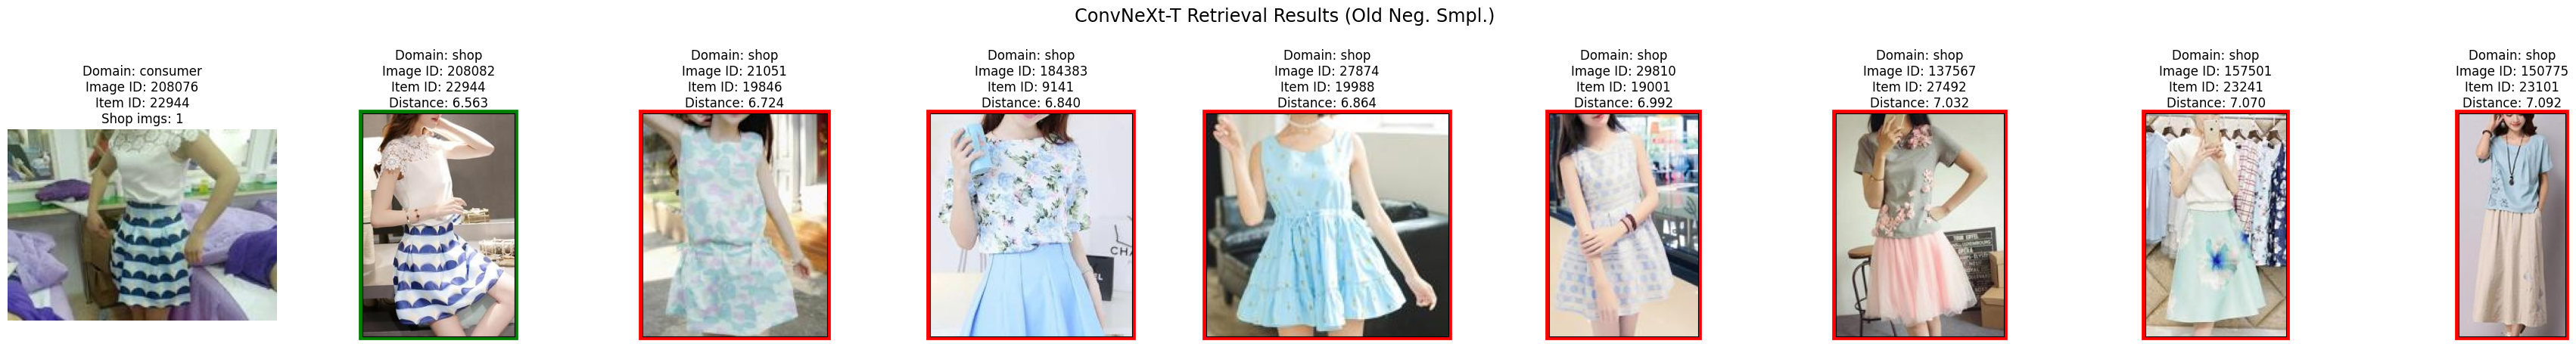 ConvNeXt-T Retrieval Results (Old Neg. Smpl.)
Domain: consumer
Image ID: 208076
Item ID: 22944
Shop imgs: 1
Domain: shop
Image ID: 208082
Item ID: 22944
Distance: 6.563
Domain: shop
Image ID: 21051
Item ID: 19846
Distance: 6.724
Domain: shop
Image ID: 184383
Item ID: 9141
Distance: 6.840
Domain: shop
Image ID: 27874
Item ID: 19988
Distance: 6.864
Domain: shop
Image ID: 29810
Item ID: 19001
Distance: 6.992
Domain: shop
Image ID: 137567
Item ID: 27492
Distance: 7.032
Domain: shop
Image ID: 157501
Item ID: 23241
Distance: 7.070
Domain: shop
Image ID: 150775
Item ID: 23101
Distance: 7.092
CHA